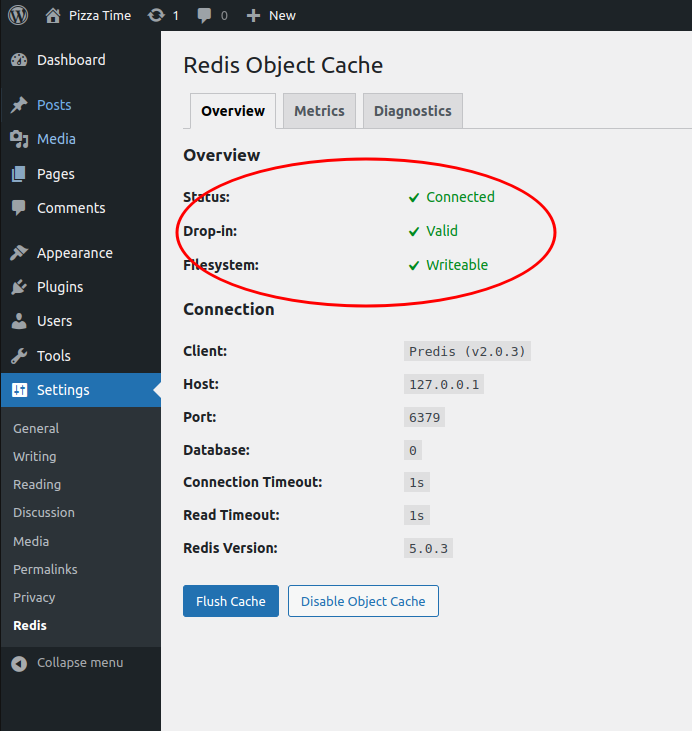 Pizza Time 1 0 New
Dashboard
Posts
Media
Pages
Comments
Appearance
Plugins
Users
Tools
Settings
General
Writing
Reading
Discussion
Media
Permalinks
Privacy
Redis
Collapse menu
Redis Object Cache
Overview Metrics Diagnostics
Overview
Status: Connected
Drop-in: Valid
Filesystem: Writeable
Connection
Client: Predis (v2.0.3)
Host: 127.0.0.1
Port: 6379
Database: 0
Connection Timeout: 1s
Read Timeout: 1s
Redis Version: 5.0.3
Flush Cache Disable Object Cache